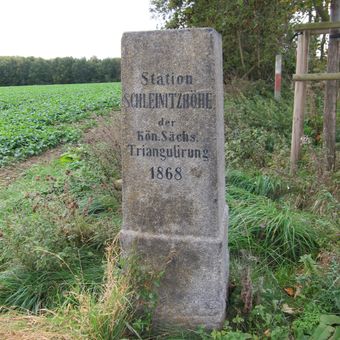 Station
SCHLEINITZHÖHE
der
Kön. Sächs.
Triangulirung
1868